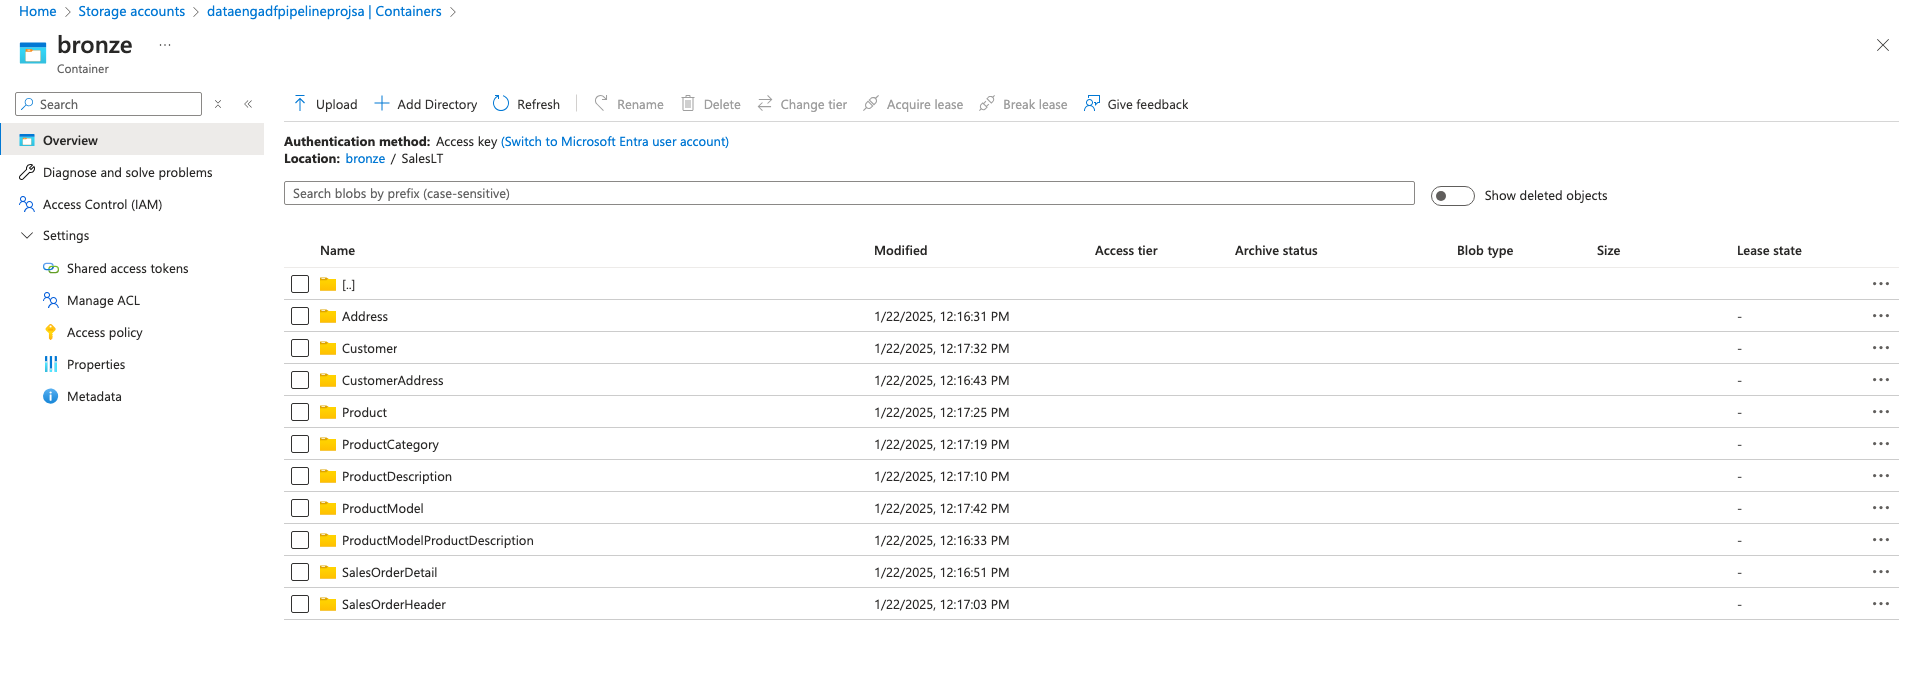 Home > Storage accounts > dataengadfpipelineprojsa | Containers >
bronze ...
Container
Search
Overview
Diagnose and solve problems
Access Control (IAM)
Settings
Shared access tokens
Manage ACL
Access policy
Properties
Metadata
Upload Add Directory Refresh Rename Delete Change tier Acquire lease Break lease Give feedback
Authentication method: Access key (Switch to Microsoft Entra user account)
Location: bronze / SalesLT
Search blobs by prefix (case-sensitive)
Show deleted objects
Name Modified Access tier Archive status Blob type Size Lease state
[..]
Address 1/22/2025, 12:16:31 PM -
Customer 1/22/2025, 12:17:32 PM -
CustomerAddress 1/22/2025, 12:16:43 PM -
Product 1/22/2025, 12:17:25 PM -
ProductCategory 1/22/2025, 12:17:19 PM -
ProductDescription 1/22/2025, 12:17:10 PM -
ProductModel 1/22/2025, 12:17:42 PM -
ProductModelProductDescription 1/22/2025, 12:16:33 PM -
SalesOrderDetail 1/22/2025, 12:16:51 PM -
SalesOrderHeader 1/22/2025, 12:17:03 PM -